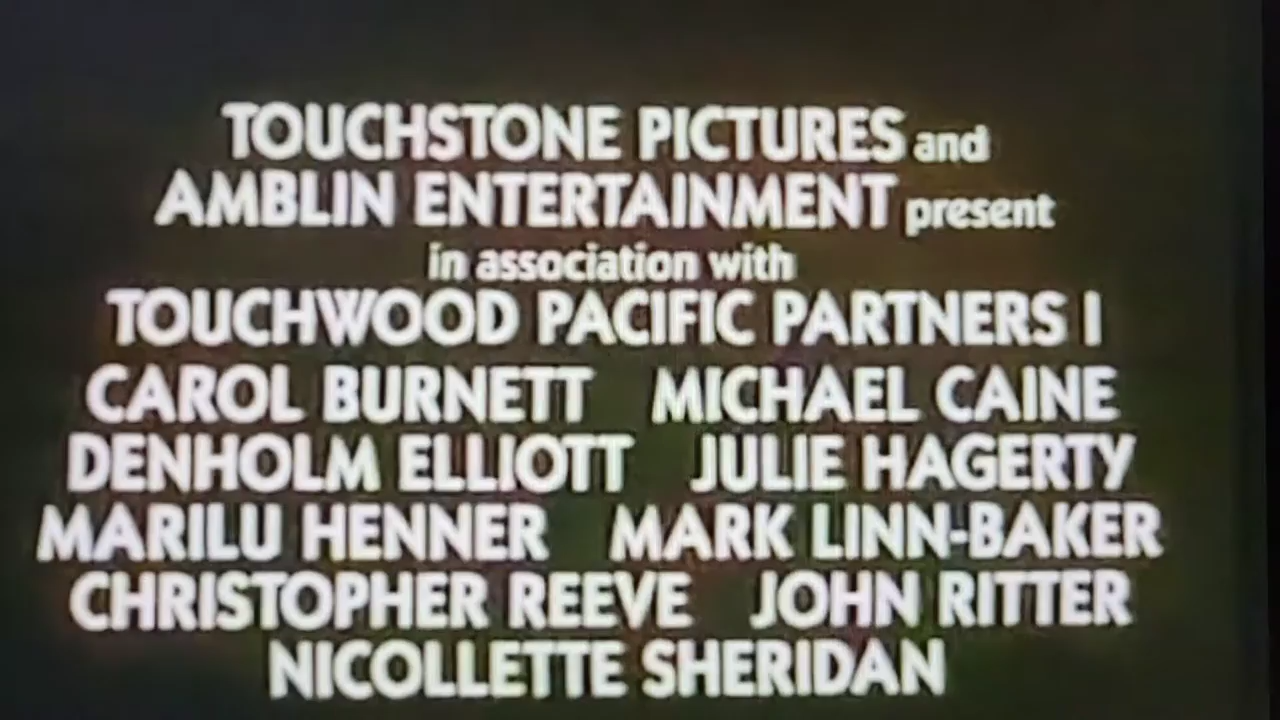 TOUCHSTONE PICTURES and
AMBLIN ENTERTAINMENT present
in association with
TOUCHWOOD PACIFIC PARTNERS I
CAROL BURNETT MICHAEL CAINE
DENHOLM ELLIOTT JULIE HAGERTY
MARILU HENNER MARK LINN-BAKER
CHRISTOPHER REEVE JOHN RITTER
NICOLLETTE SHERIDAN